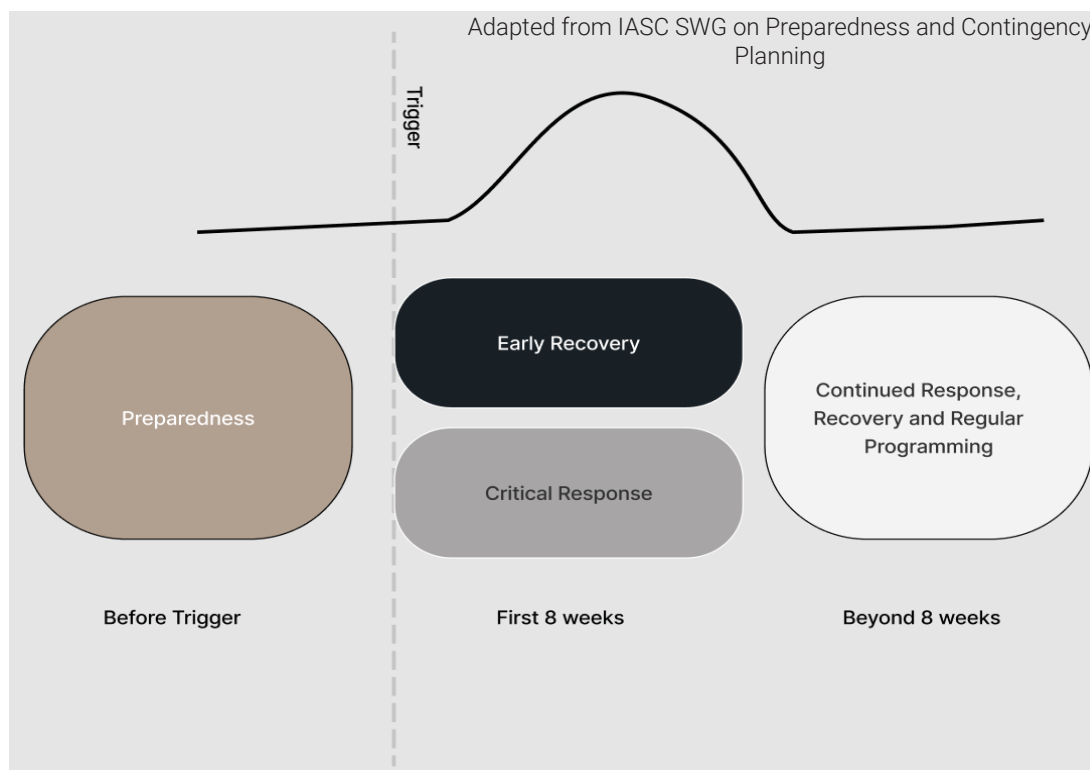 Adapted from IASC SWG on Preparedness and Contingency
Planning
Trigger
Early Recovery
Preparedness
Continued Response,
Recovery and Regular
Programming
Critical Response
Before Trigger
First 8 weeks
Beyond 8 weeks